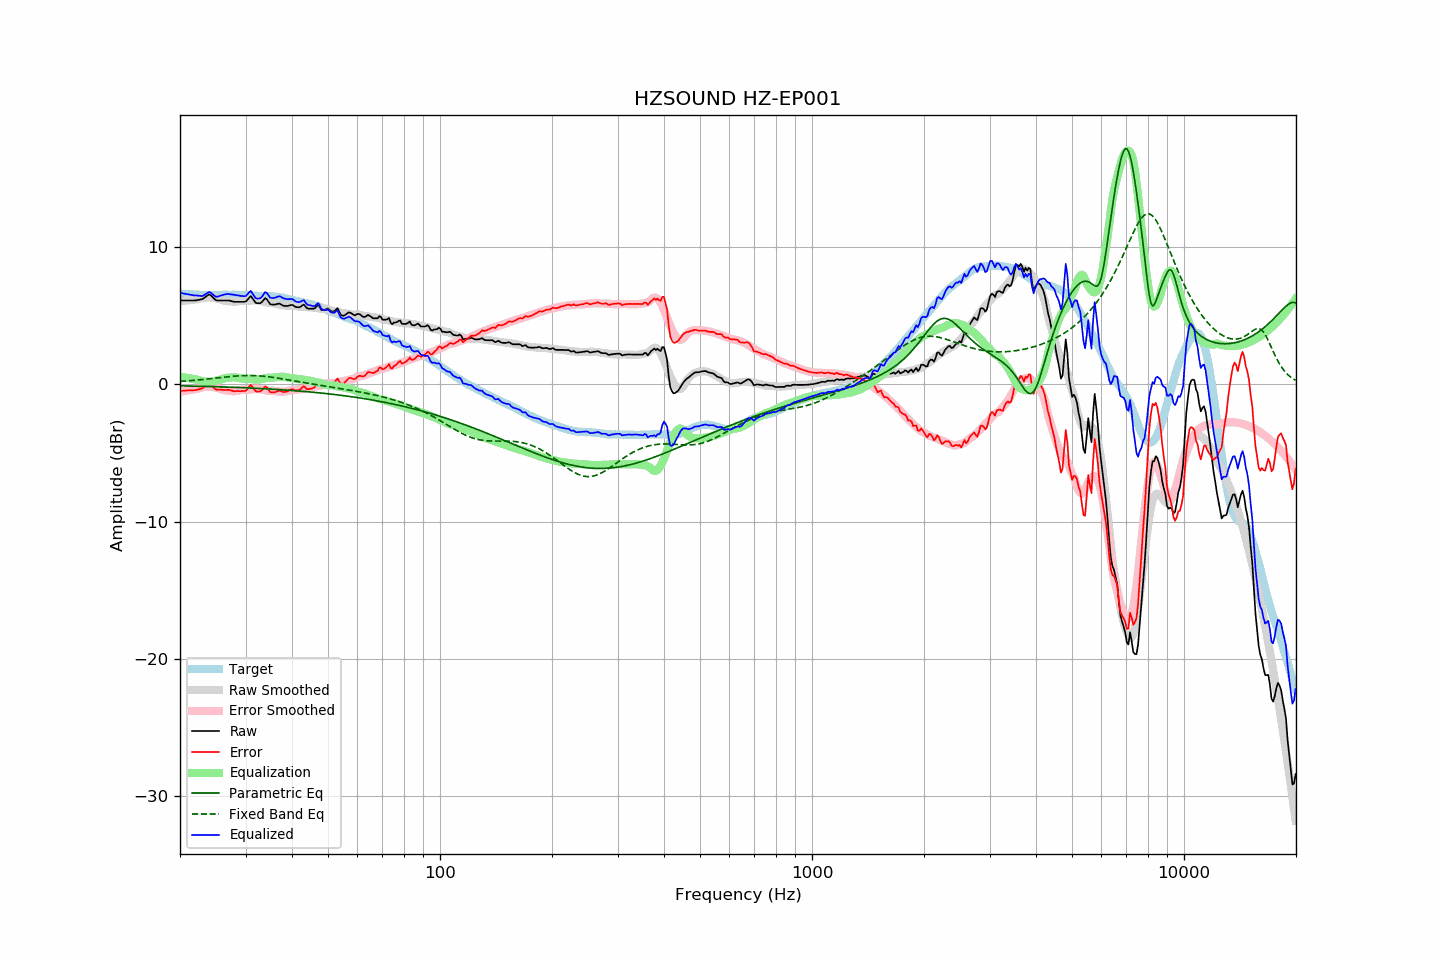 HZSOUND HZ-EP001
Amplitude (dBr)
10
0
−10
−20
−30
Target
Raw Smoothed
Error Smoothed
Raw
Error
Equalization
Parametric Eq
Fixed Band Eq
Equalized
100 1000 10000
Frequency (Hz)